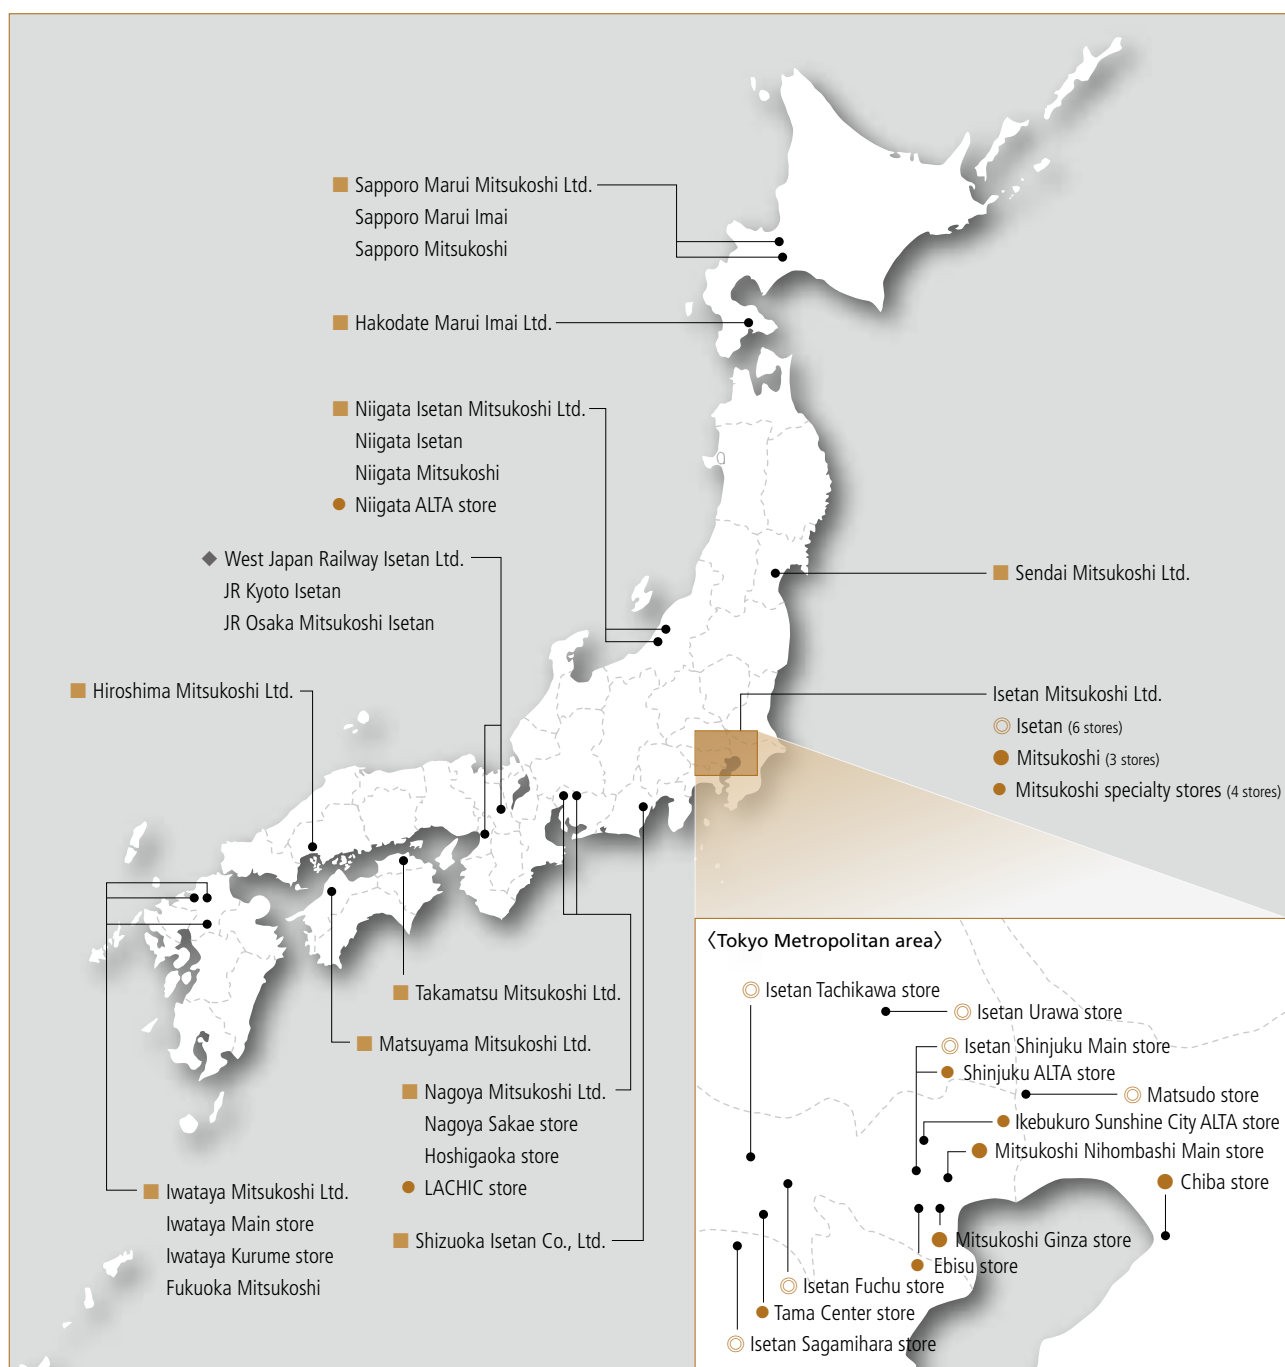 Sapporo Marui Mitsukoshi Ltd.
Sapporo Marui Imai
Sapporo Mitsukoshi
Hakodate Marui Imai Ltd.
Niigata Isetan Mitsukoshi Ltd.
Niigata Isetan
Niigata Mitsukoshi
Niigata ALTA store
West Japan Railway Isetan Ltd.
JR Kyoto Isetan
JR Osaka Mitsukoshi Isetan
Sendai Mitsukoshi Ltd.
Hiroshima Mitsukoshi Ltd.
Isetan Mitsukoshi Ltd.
Isetan (6 stores)
Mitsukoshi (3 stores)
Mitsukoshi specialty stores (4 stores)
Takamatsu Mitsukoshi Ltd.
Matsuyama Mitsukoshi Ltd.
Nagoya Mitsukoshi Ltd.
Nagoya Sakae store
Hoshigaoka store
LACHIC store
Iwataya Mitsukoshi Ltd.
Iwataya Main store
Iwataya Kurume store
Fukuoka Mitsukoshi
Shizuoka Isetan Co., Ltd.
〈Tokyo Metropolitan area〉
Isetan Tachikawa store
Isetan Urawa store
Isetan Shinjuku Main store
Shinjuku ALTA store
Matsudo store
Ikebukuro Sunshine City ALTA store
Mitsukoshi Nihombashi Main store
Chiba store
Mitsukoshi Ginza store
Ebisu store
Isetan Fuchu store
Tama Center store
Isetan Sagamihara store